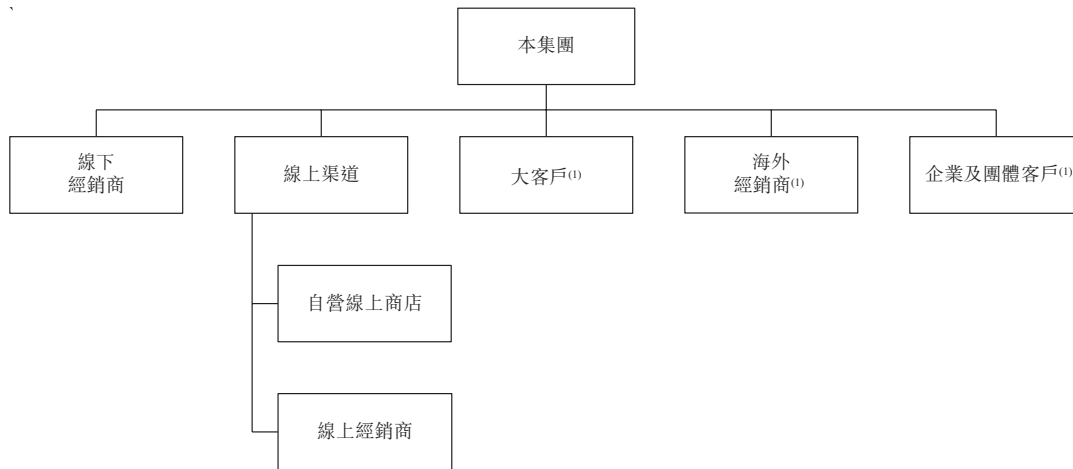 本集團
線下
經銷商
線上渠道
大客戶(1)
海外
經銷商(1)
企業及團體客戶(1)
自營線上商店
線上經銷商